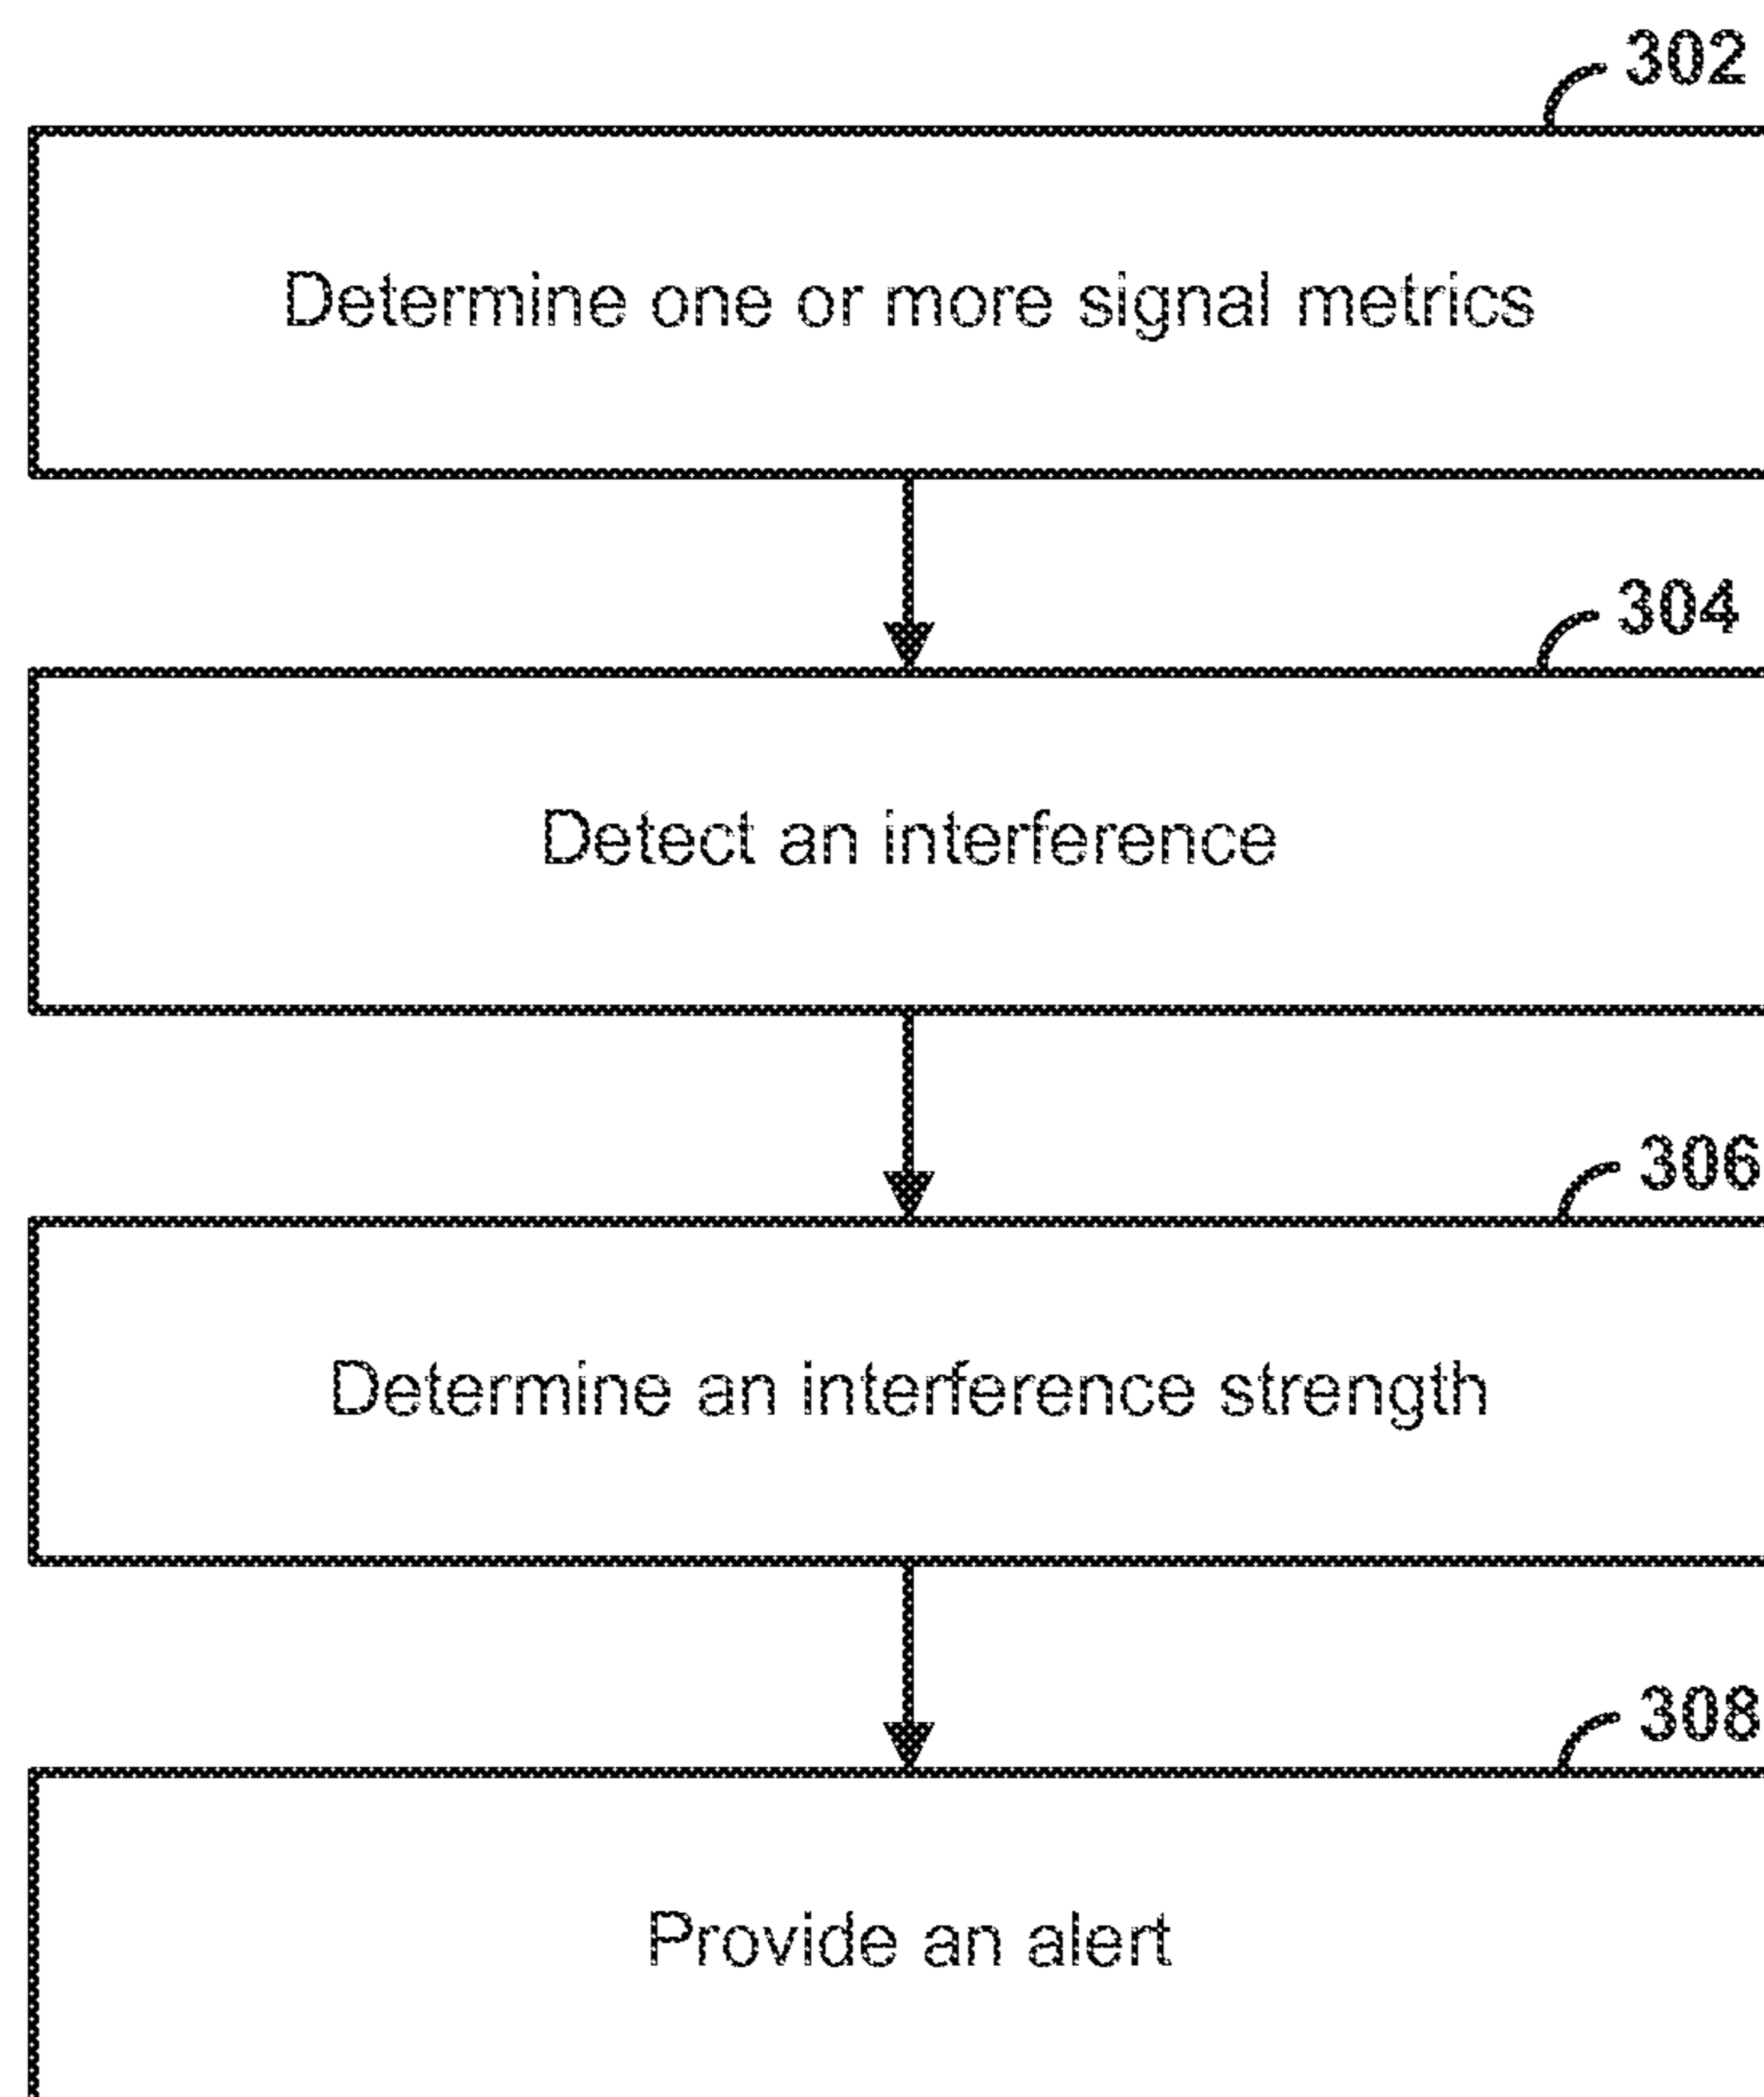 302
Determine one or more signal metrics
304
Detect an interference
306
Determine an interference strength
308
Provide an alert